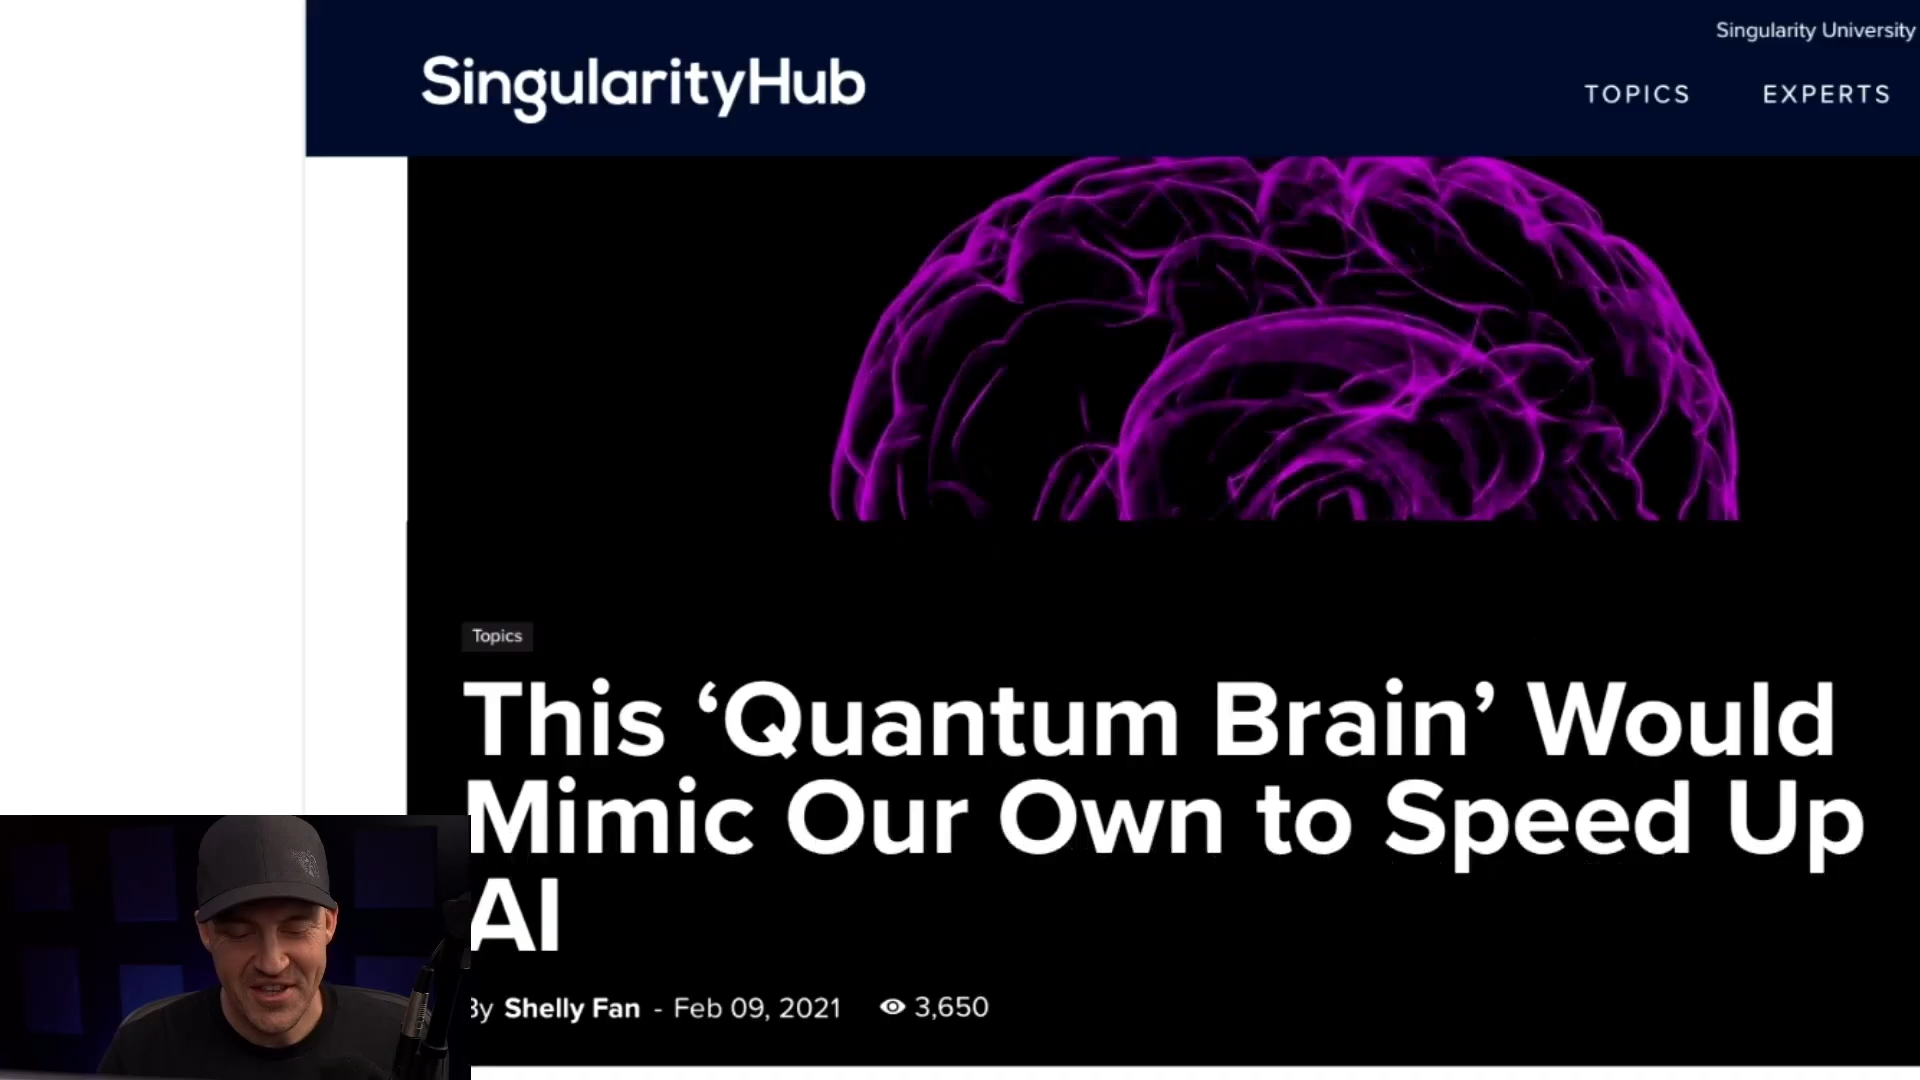 Singularity University
SingularityHub
TOPICS EXPERTS
Topics
This ‘Quantum Brain’ Would
Mimic Our Own to Speed Up
AI
By Shelly Fan - Feb 09, 2021 3,650